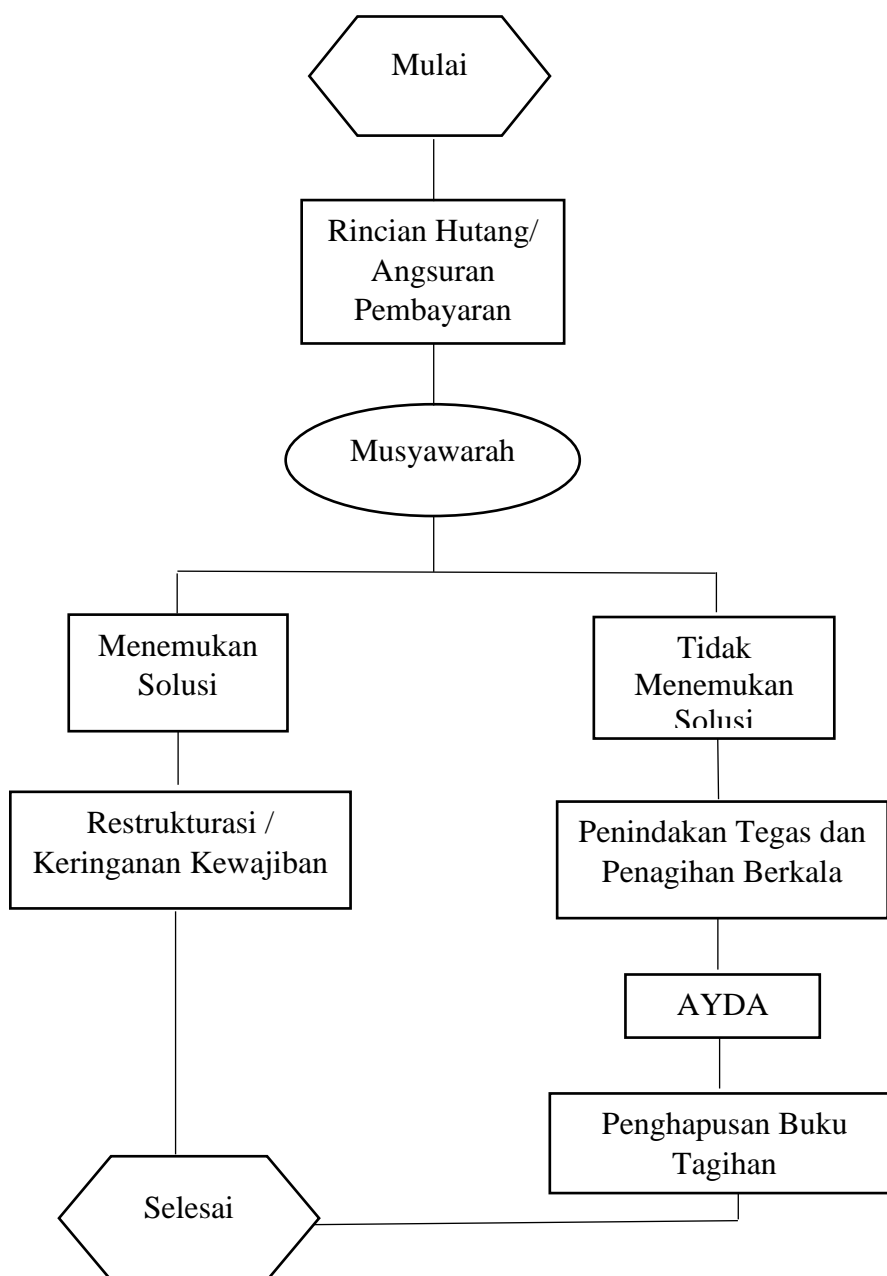 Mulai
Rincian Hutang/
Angsuran
Pembayaran
Musyawarah
Menemukan
Solusi
Tidak
Menemukan
Solusi
Restrukturasi /
Keringanan Kewajiban
Penindakan Tegas dan
Penagihan Berkala
AYDA
Penghapusan Buku
Tagihan
Selesai